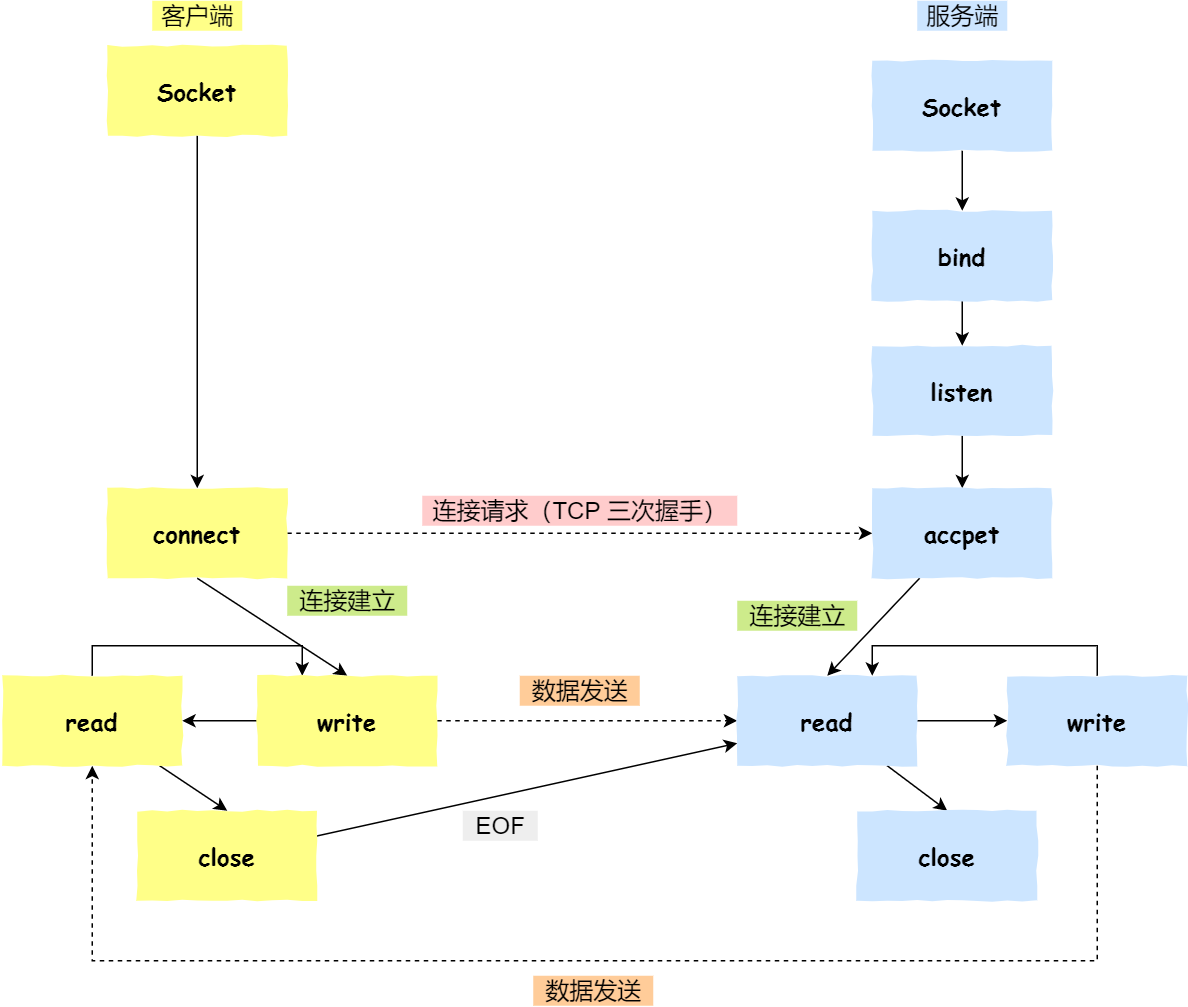 客户端
服务端
Socket
Socket
bind
listen
连接请求（TCP 三次握手）
connect
accpet
连接建立
连接建立
数据发送
read
write
read
write
EOF
close
close
数据发送